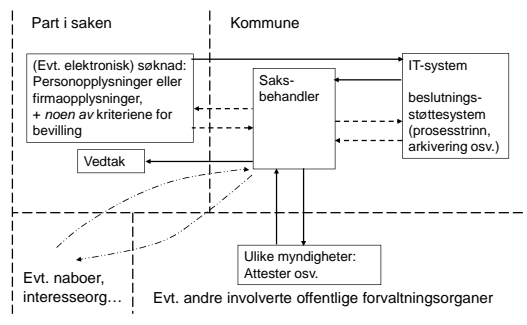 Part i saken
Kommune
(Evt. elektronisk) søknad:
Personopplysninger eller
firmaopplysninger,
+ noen av kriteriene for
bevilling
Saks-
behandler
IT-system
beslutnings-
støttesystem
(prosesstrinn,
arkivering osv.)
Vedtak
Ulike myndigheter:
Attester osv.
Evt. naboer,
interesseorg…
Evt. andre involverte offentlige forvaltningsorganer